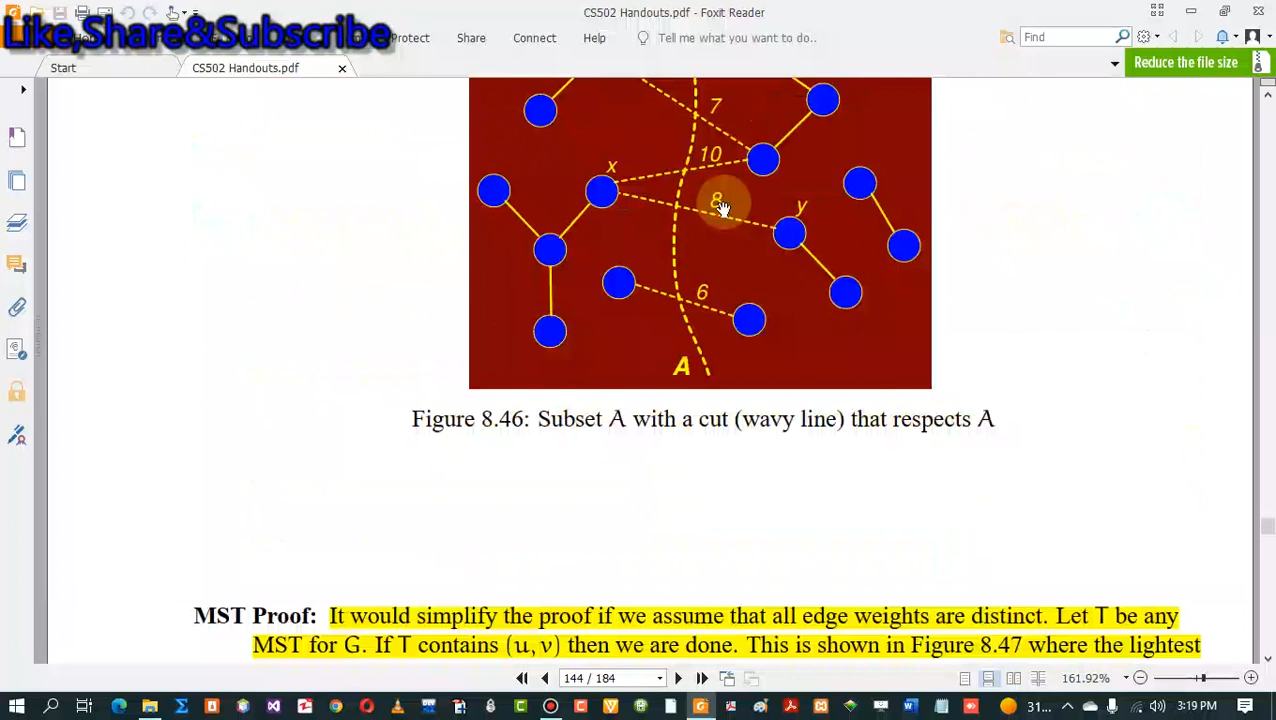 CS502 Handouts.pdf - Foxit Reader
Like,Share&Subscribe
Protect
Share
Connect
Help
Tell me what you want to do..
Find
Start
CS502 Handouts.pdf
Reduce the file size
7
10
x
8
y
6
A
Figure 8.46: Subset A with a cut (wavy line) that respects A
MST Proof: It would simplify the proof if we assume that all edge weights are distinct. Let T be any
MST for G. If T contains (u, v) then we are done. This is shown in Figure 8.47 where the lightest
144 / 184
161.92%
31...
3:19 PM